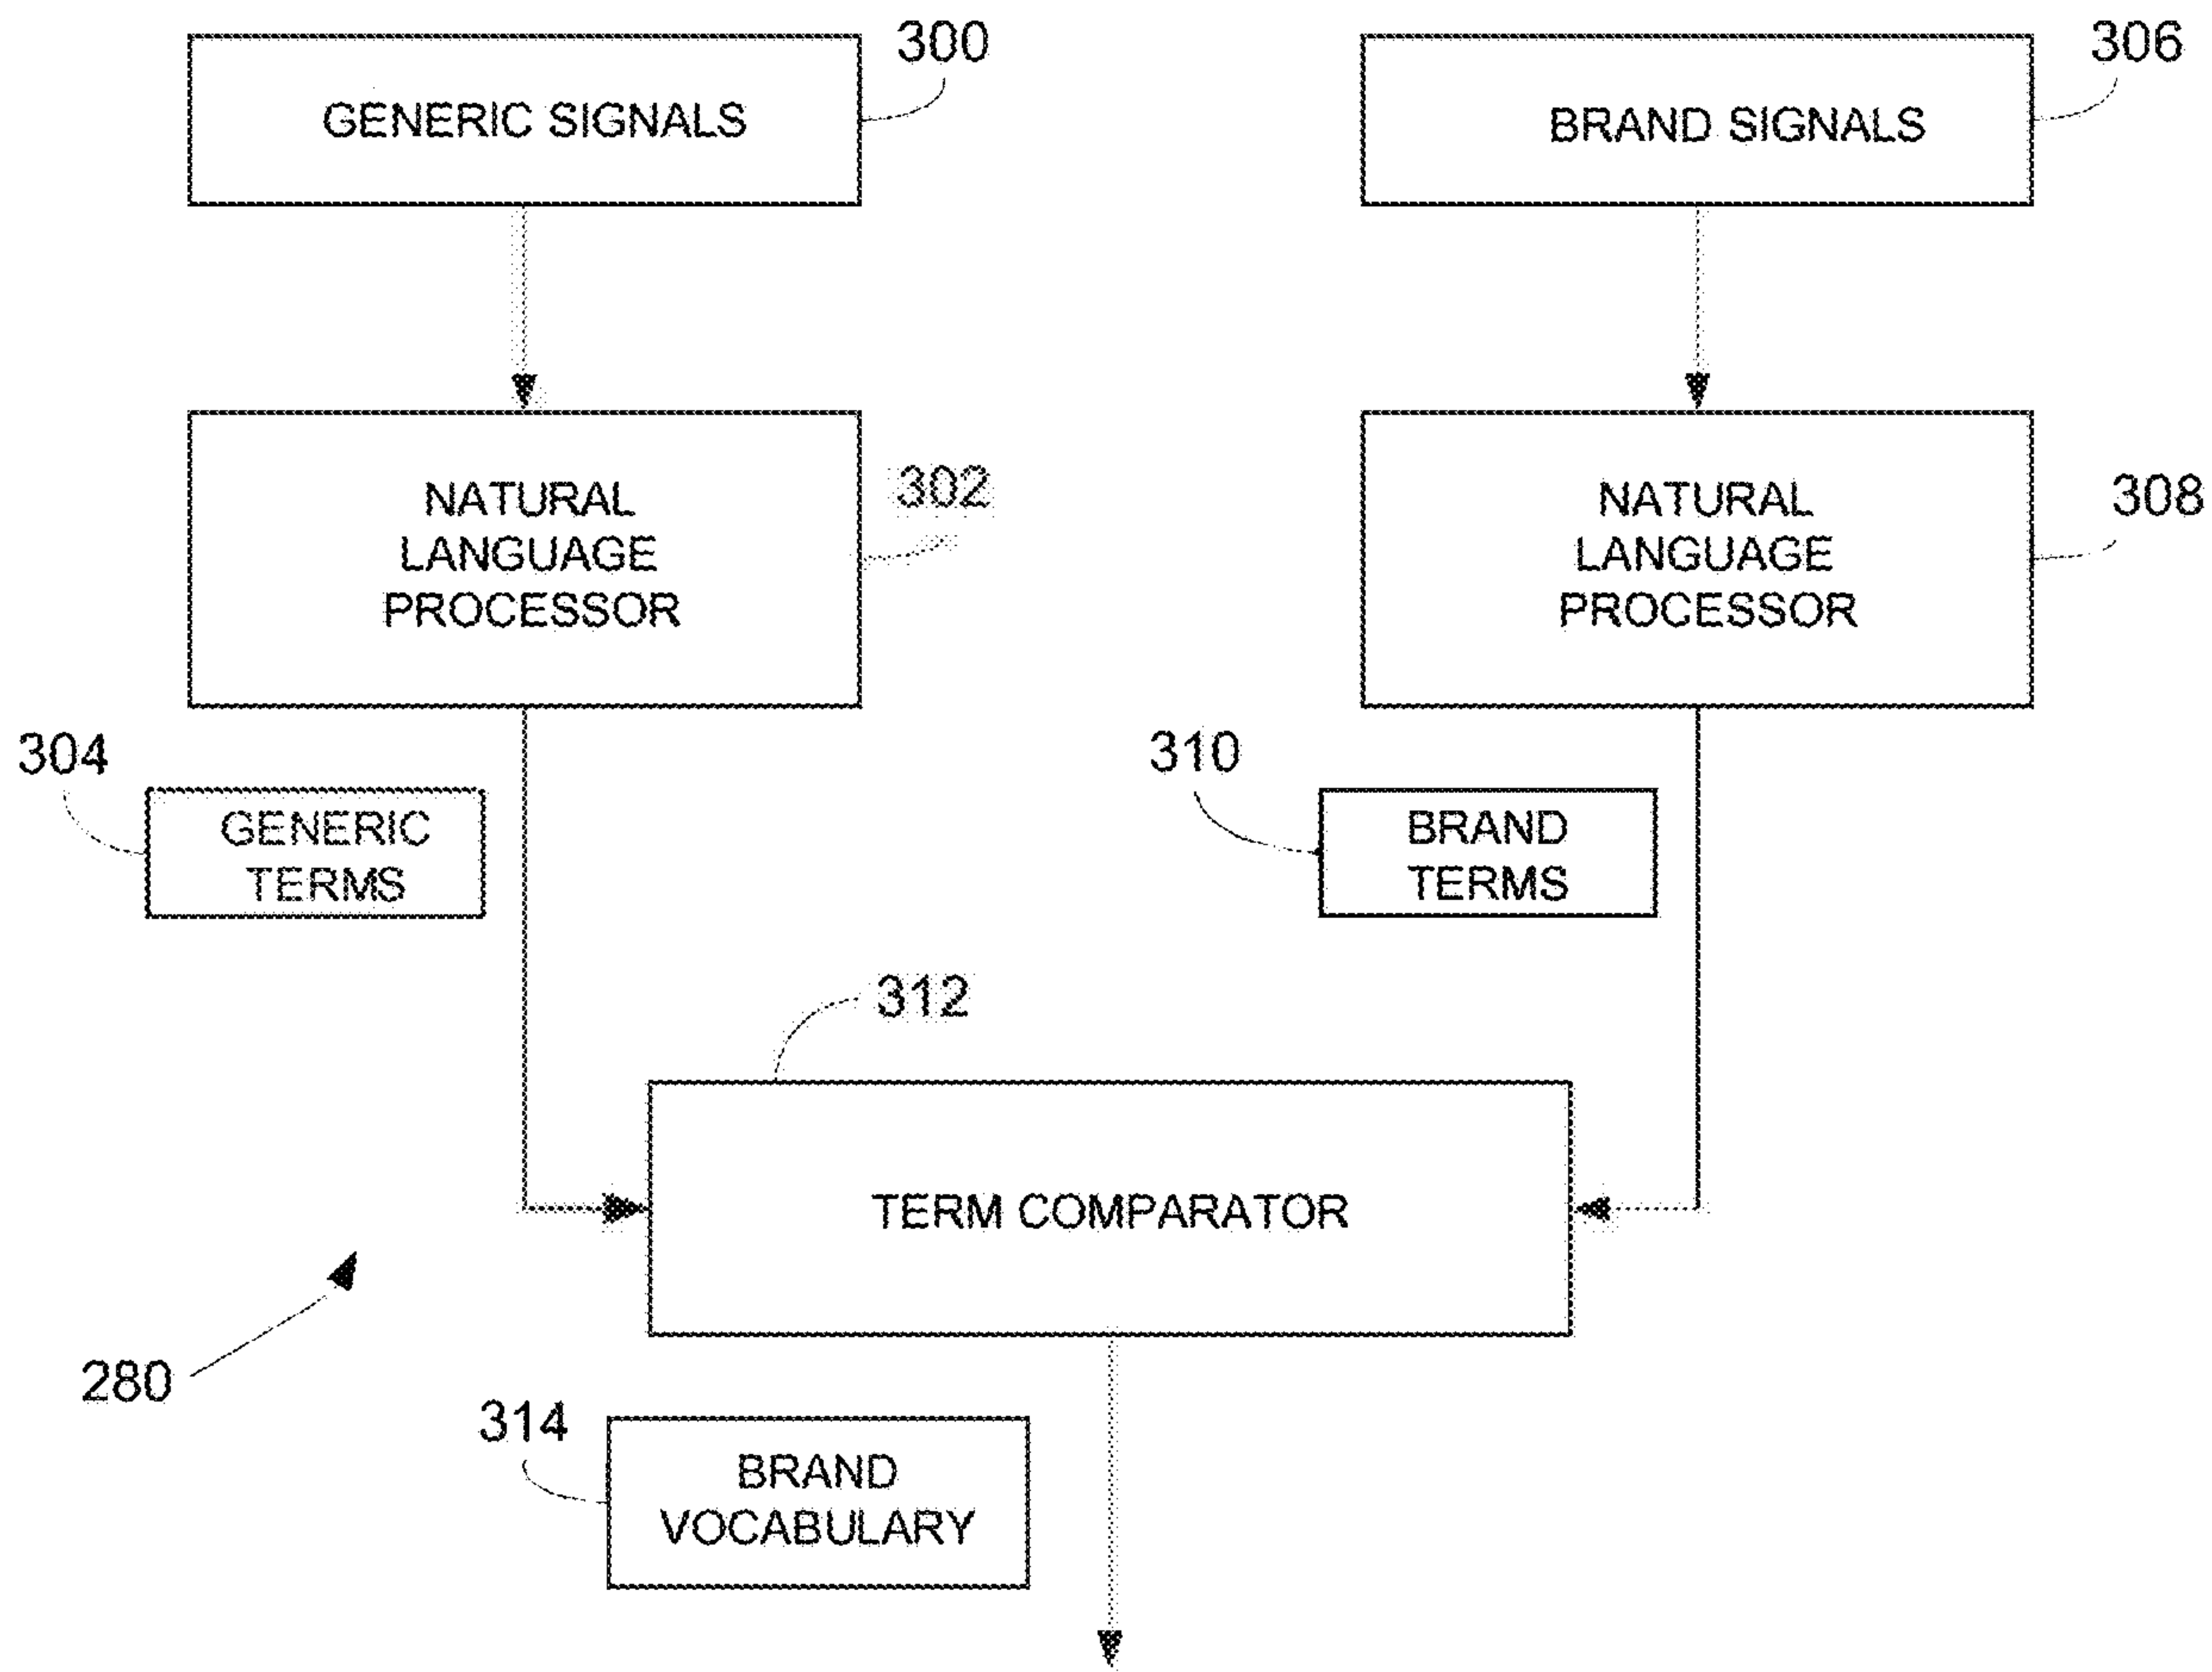 300
GENERIC SIGNALS
306
BRAND SIGNALS
302
NATURAL
LANGUAGE
PROCESSOR
308
NATURAL
LANGUAGE
PROCESSOR
304
GENERIC
TERMS
310
BRAND
TERMS
312
TERM COMPARATOR
280
314
BRAND
VOCABULARY